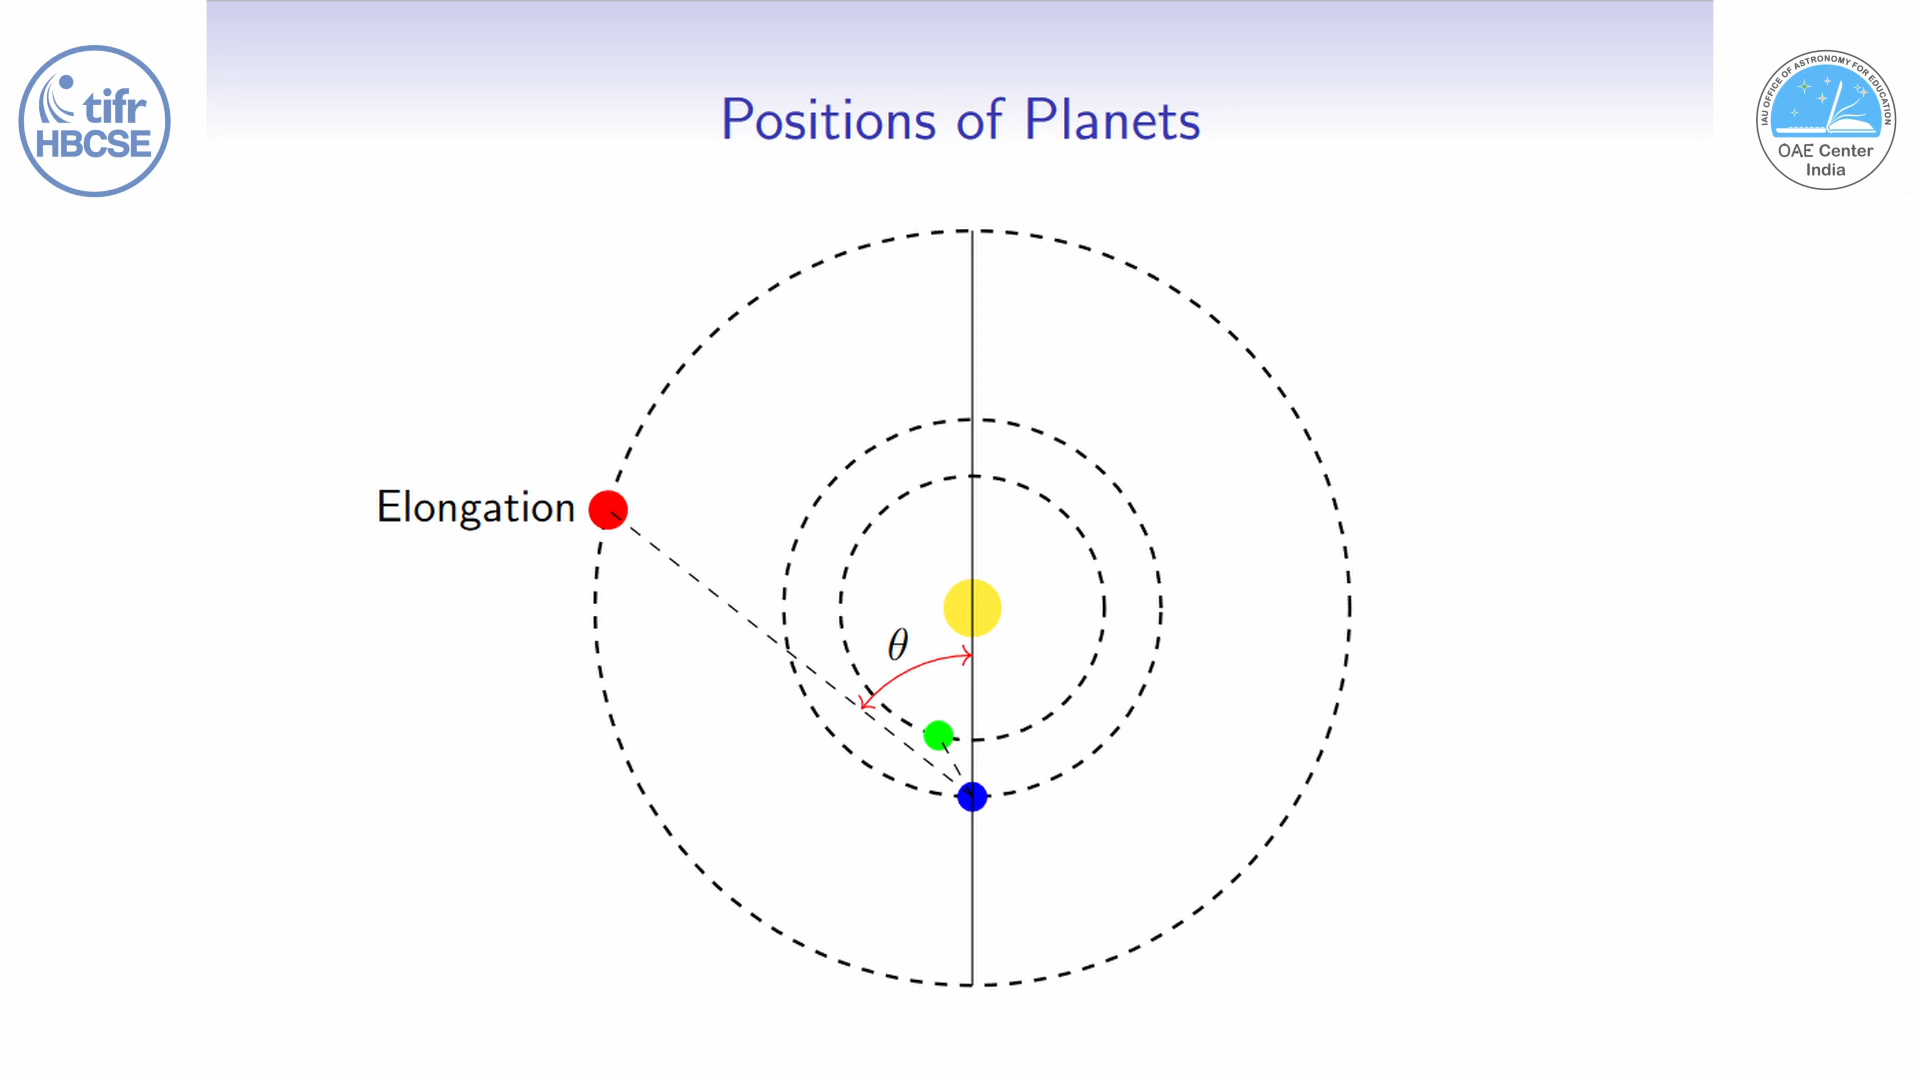 Positions of Planets
tifr
HBCSE
IAU OFFICE OF ASTRONOMY FOR EDUCATION
OAE Center
India
Elongation
θ